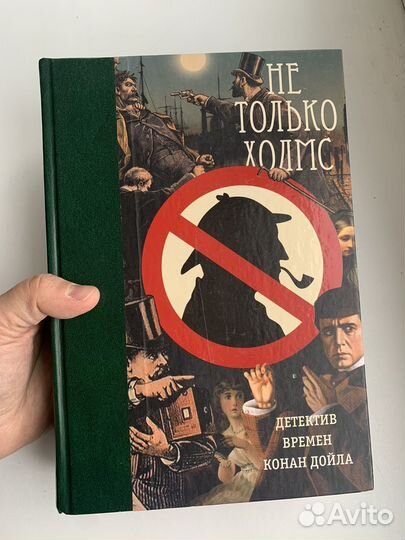 НЕ
ТОЛЬКО
ХОЛМС
ДЕТЕКТИВ
ВРЕМЕН
КОНАН ДОЙЛА
Avito